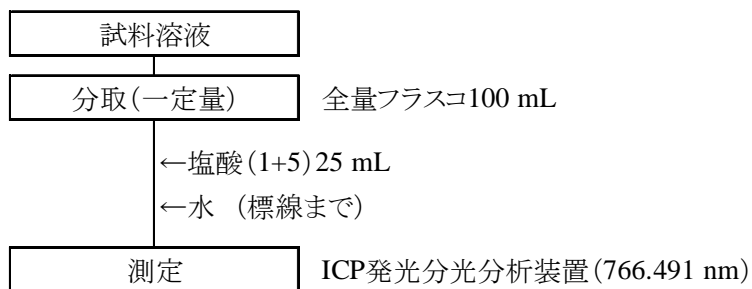 試料溶液
分取(一定量) 全量フラスコ100 mL
←塩酸(1+5)25 mL
←水 (標線まで)
測定 ICP発光分光分析装置(766.491 nm)